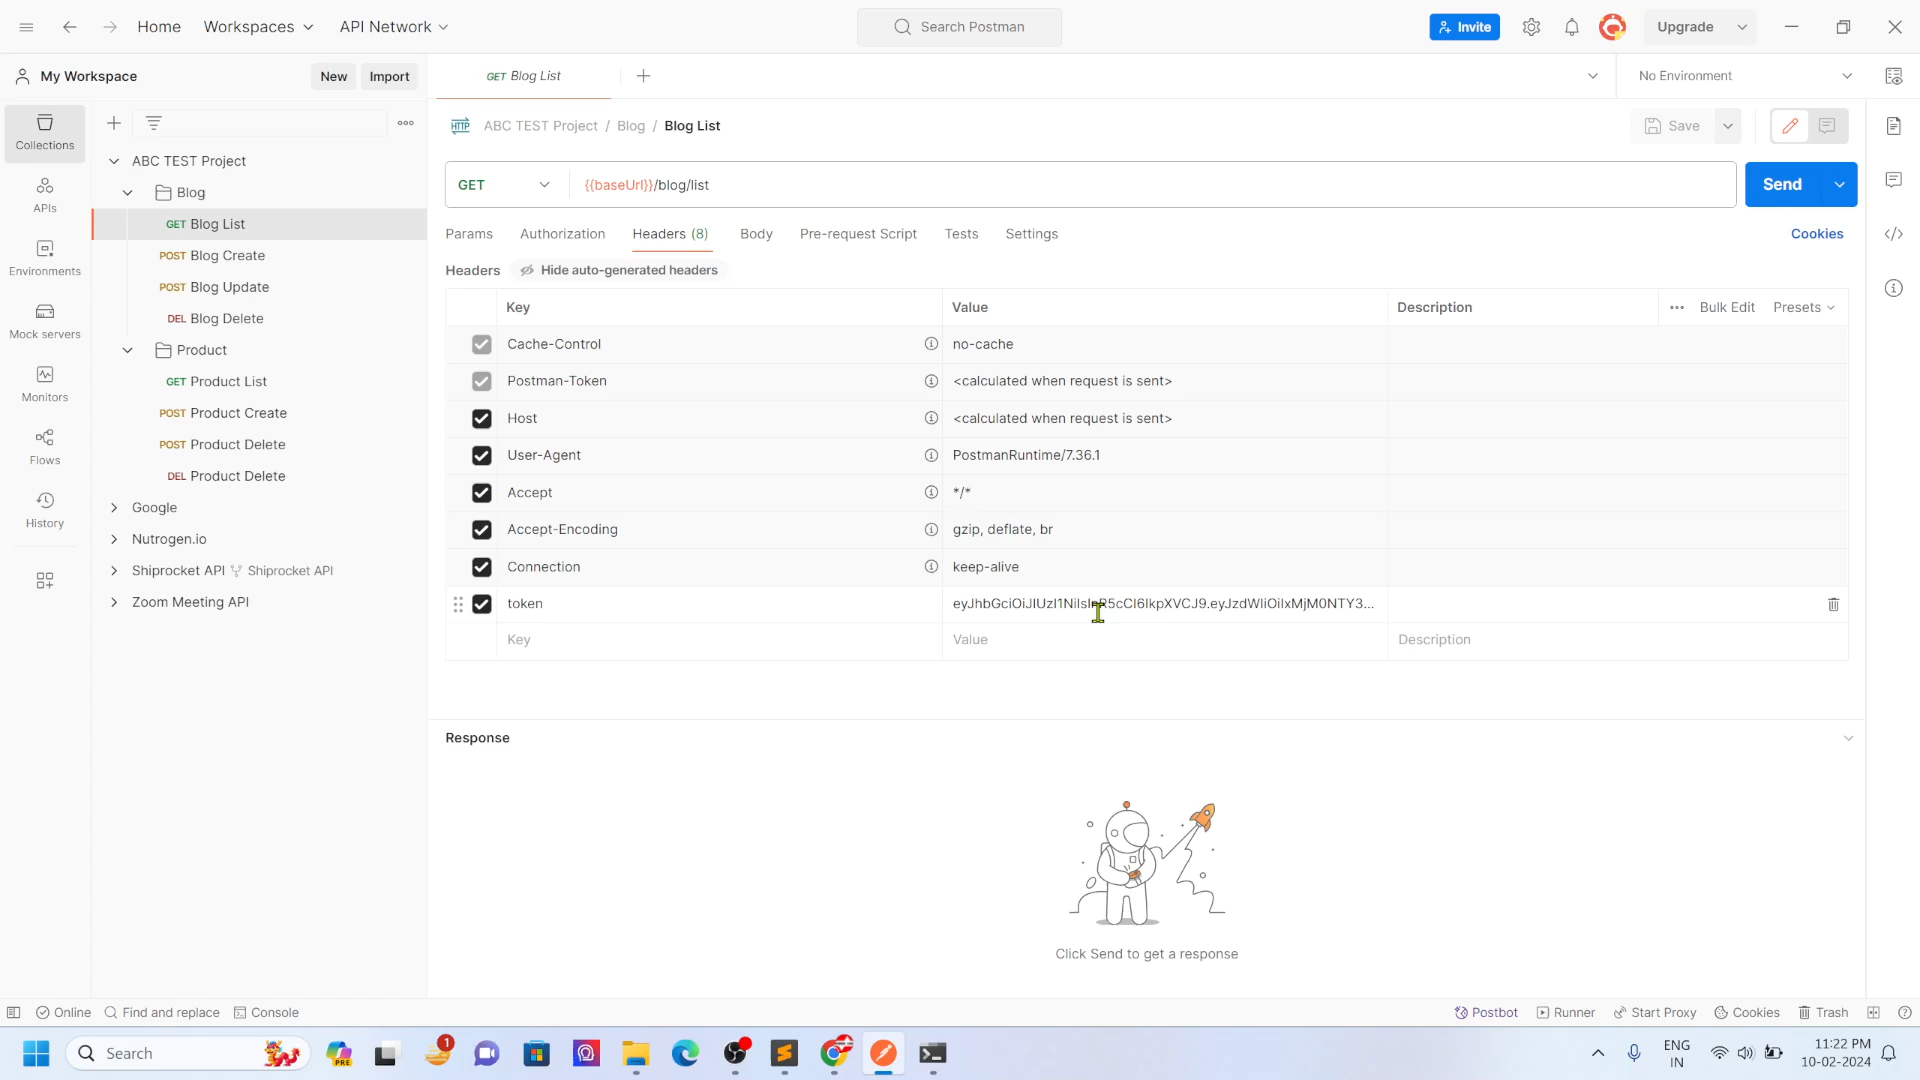 Home
Workspaces
API Network
Search Postman
Invite
Upgrade
My Workspace
New
Import
GET Blog List
No Environment
Collections
APIs
Environments
Mock servers
Monitors
Flows
History
ABC TEST Project
Blog
GET Blog List
POST Blog Create
POST Blog Update
DEL Blog Delete
Product
GET Product List
POST Product Create
POST Product Delete
DEL Product Delete
Google
Nutrogen.io
Shiprocket API Shiprocket API
Zoom Meeting API
HTTP ABC TEST Project / Blog / Blog List
Save
GET {{baseUrl}}/blog/list
Send
Params Authorization Headers (8) Body Pre-request Script Tests Settings
Cookies
Headers Hide auto-generated headers
Key Value Description Bulk Edit Presets
Cache-Control no-cache
Postman-Token <calculated when request is sent>
Host <calculated when request is sent>
User-Agent PostmanRuntime/7.36.1
Accept */*
Accept-Encoding gzip, deflate, br
Connection keep-alive
token
Key Value Description
Response
Click Send to get a response
Online Find and replace Console
Postbot Runner Start Proxy Cookies Trash
Search
PRE
1
ENG
IN
11:22 PM
10-02-2024